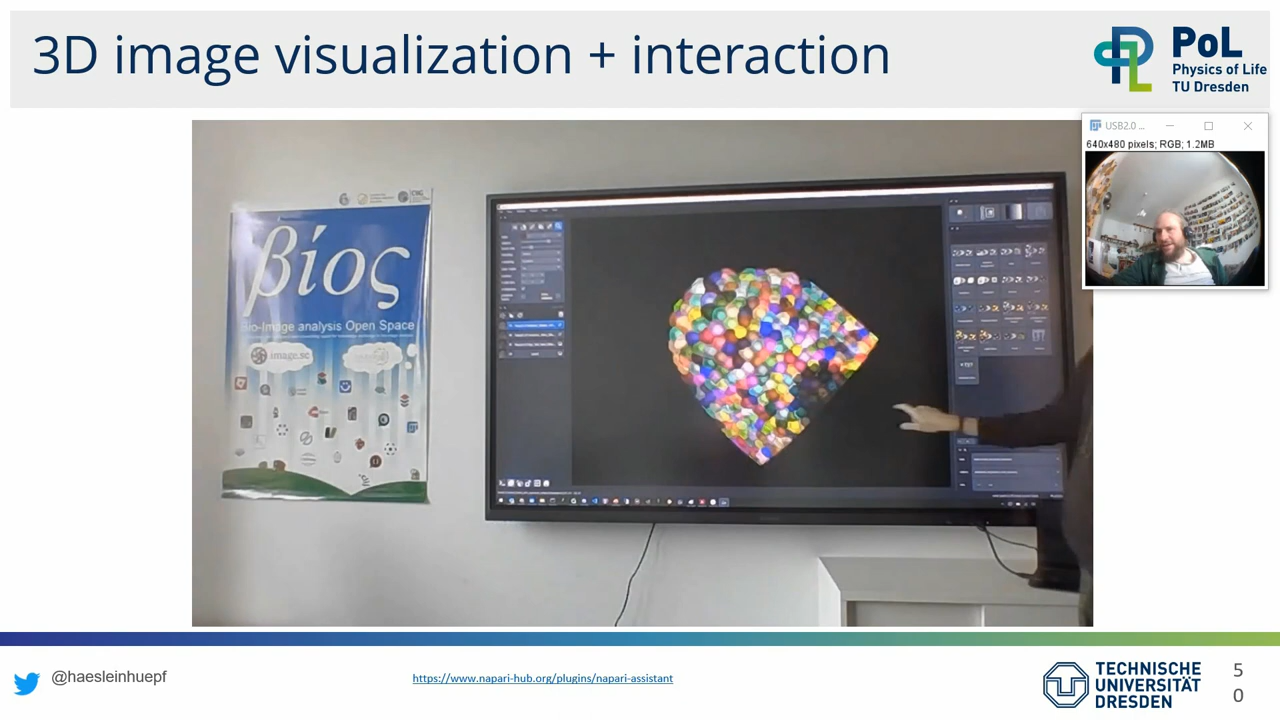 3D image visualization + interaction
PoL
Physics of Life
TU Dresden
USB2.0 ...
640x480 pixels; RGB; 1.2MB
βίος
Bio-Image analysis Open Space
image.sc
@haesleinhuepf
https://www.napari-hub.org/plugins/napari-assistant
TECHNISCHE
UNIVERSITÄT
DRESDEN
5
0